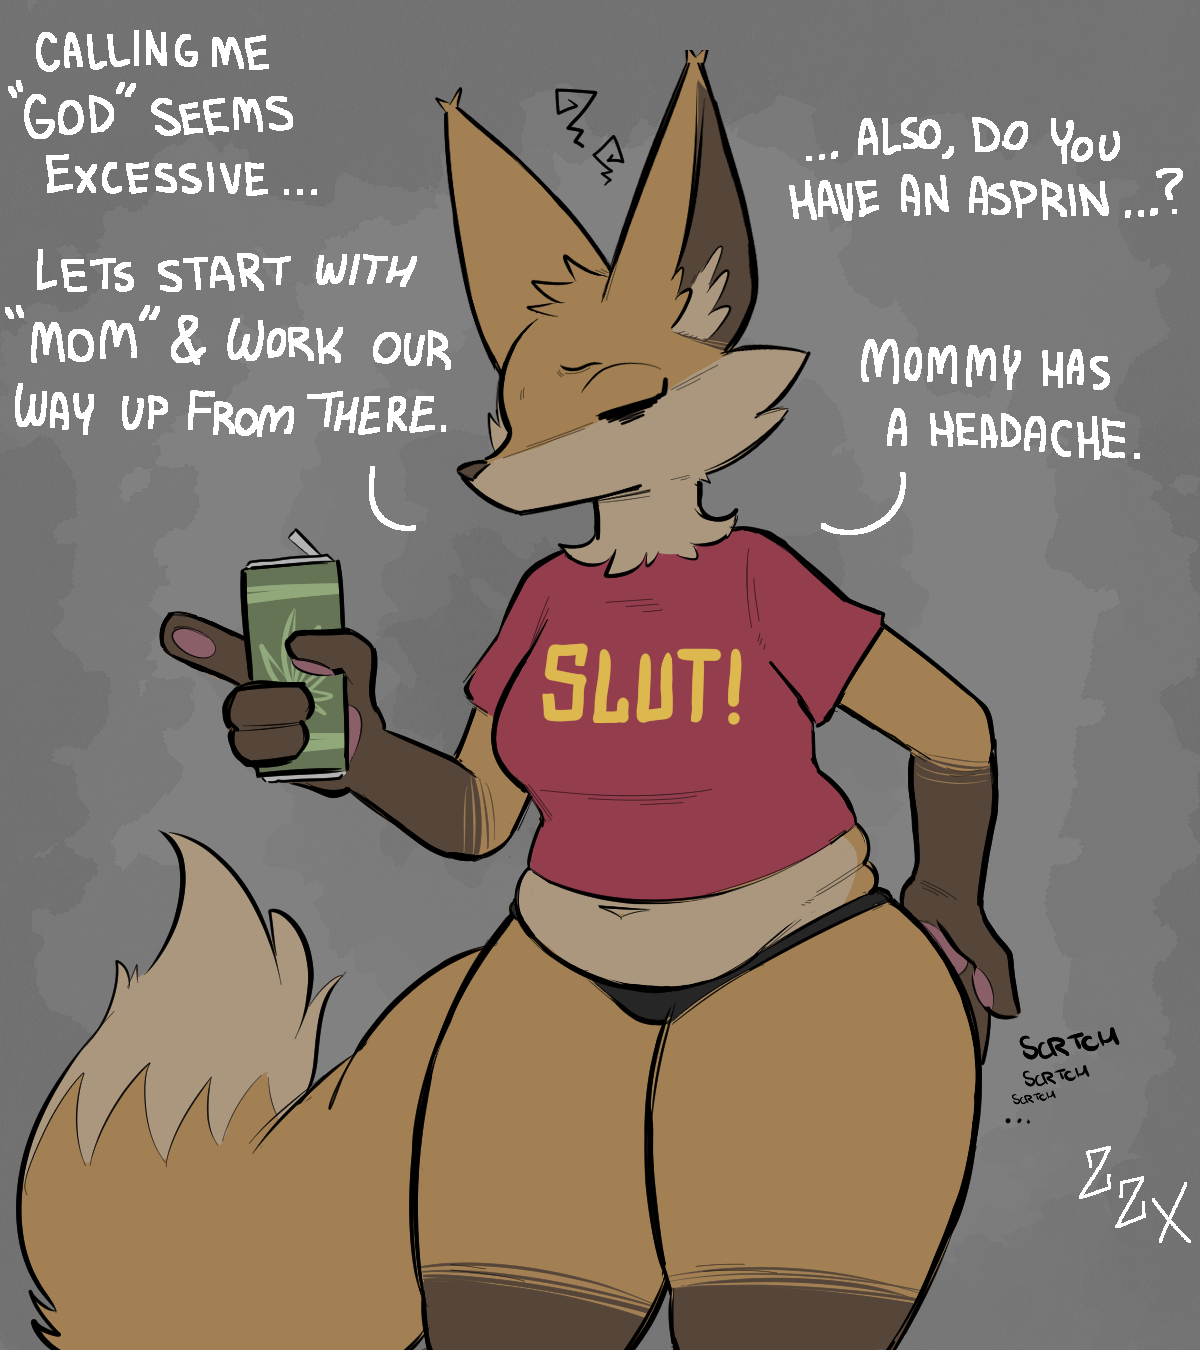 CALLING ME
"GOD" SEEMS
EXCESSIVE ...
LETS START WITH
"MOM" & WORK OUR
WAY UP FROM THERE.
... ALSO, DO YOU
HAVE AN ASPRIN ...?
MOMMY HAS
A HEADACHE.
SLUT!
SCRTCH
SCRTCH
SCRTCH
...
ZZX